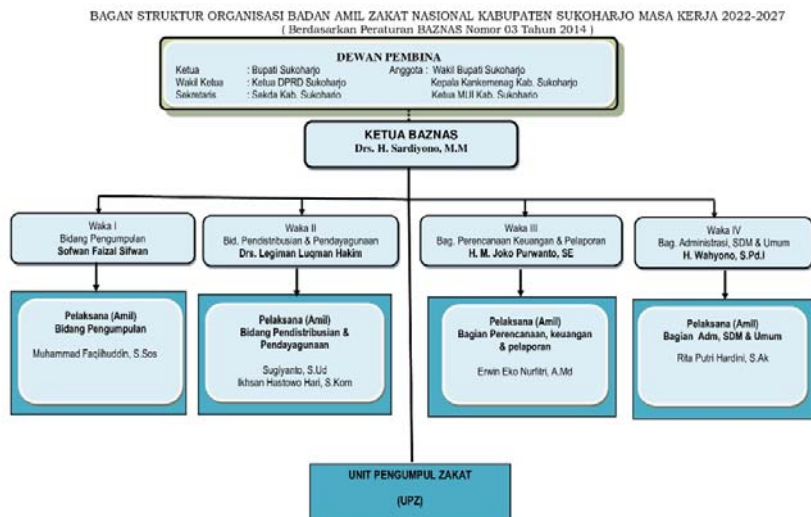 BAGAN STRUKTUR ORGANISASI BADAN AMIL ZAKAT NASIONAL KABUPATEN SUKOHARJO MASA KERJA 2022-2027
( Berdasarkan Peraturan BAZNAS Nomor 03 Tahun 2014 )
DEWAN PEMBINA
Ketua : Bupati Sukoharjo Anggota : Wakil Bupati Sukoharjo
Wakil Ketua : Ketua DPRD Sukoharjo Kepala Kankemenag Kab. Sukoharjo
Sekretaris : Sekda Kab. Sukoharjo Ketua MUI Kab. Sukoharjo
KETUA BAZNAS
Drs. H. Sardiyono, M.M
Waka I
Bidang Pengumpulan
Sofwan Faizal Sifwan
Waka II
Bid. Pendistribusian & Pendayagunaan
Drs. Legiman Luqman Hakim
Waka III
Bag. Perencanaan Keuangan & Pelaporan
H. M. Joko Purwanto, SE
Waka IV
Bag. Administrasi, SDM & Umum
H. Wahyono, S.Pd.I
Pelaksana (Amil)
Bidang Pengumpulan
Muhammad Faqiihuddin, S.Sos
Pelaksana (Amil)
Bidang Pendistribusian &
Pendayagunaan
Sugiyanto, S.Ud
Ikhsan Hastowo Hari, S.Kom
Pelaksana (Amil)
Bagian Perencanaan, keuangan
& pelaporan
Erwin Eko Nurfitri, A.Md
Pelaksana (Amil)
Bagian Adm, SDM & Umum
Rita Putri Hardini, S.Ak
UNIT PENGUMPUL ZAKAT
(UPZ)